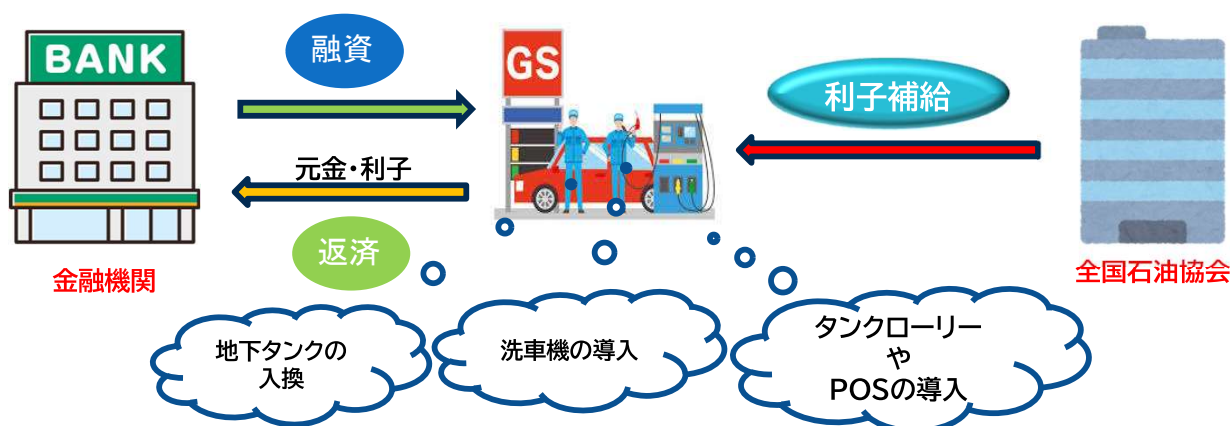 BANK
融資
GS
利子補給
元金・利子
返済
金融機関
全国石油協会
地下タンクの
入換
洗車機の導入
タンクローリー
や
POSの導入